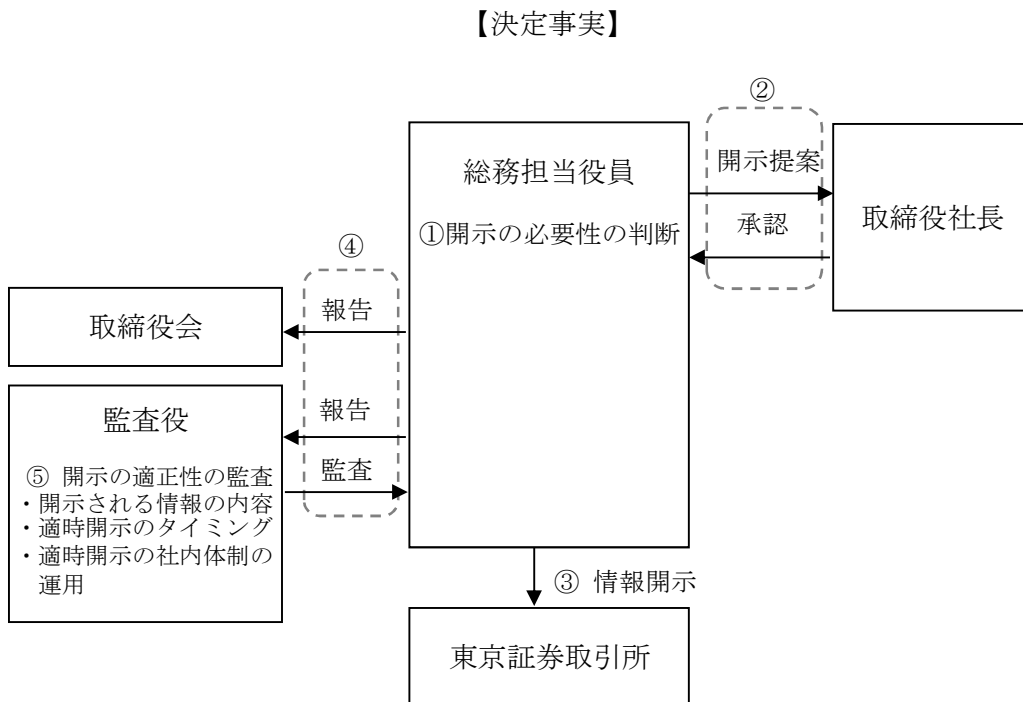 【決定事実】
②
総務担当役員
①開示の必要性の判断
開示提案
承認
取締役社長
④
報告
取締役会
報告
監査
監査役
⑤ 開示の適正性の監査
・開示される情報の内容
・適時開示のタイミング
・適時開示の社内体制の
運用
③ 情報開示
東京証券取引所